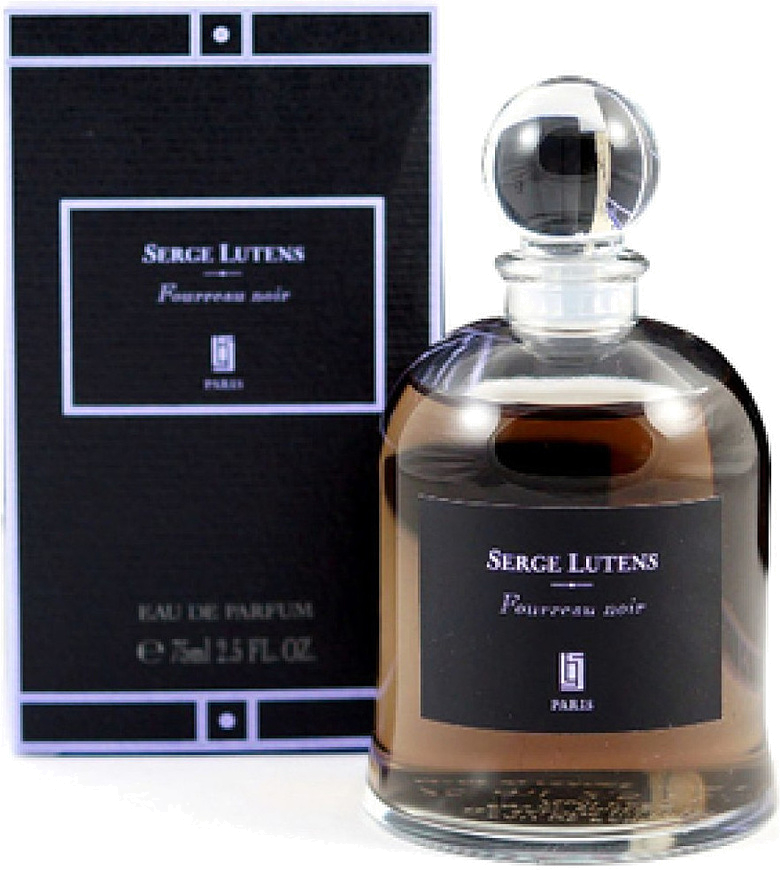 SERGE LUTENS
Fourreau noir
PARIS
EAU DE PARFUM
℮ 75ml 2.5 FL. OZ.
SERGE LUTENS
Fourreau noir
PARIS